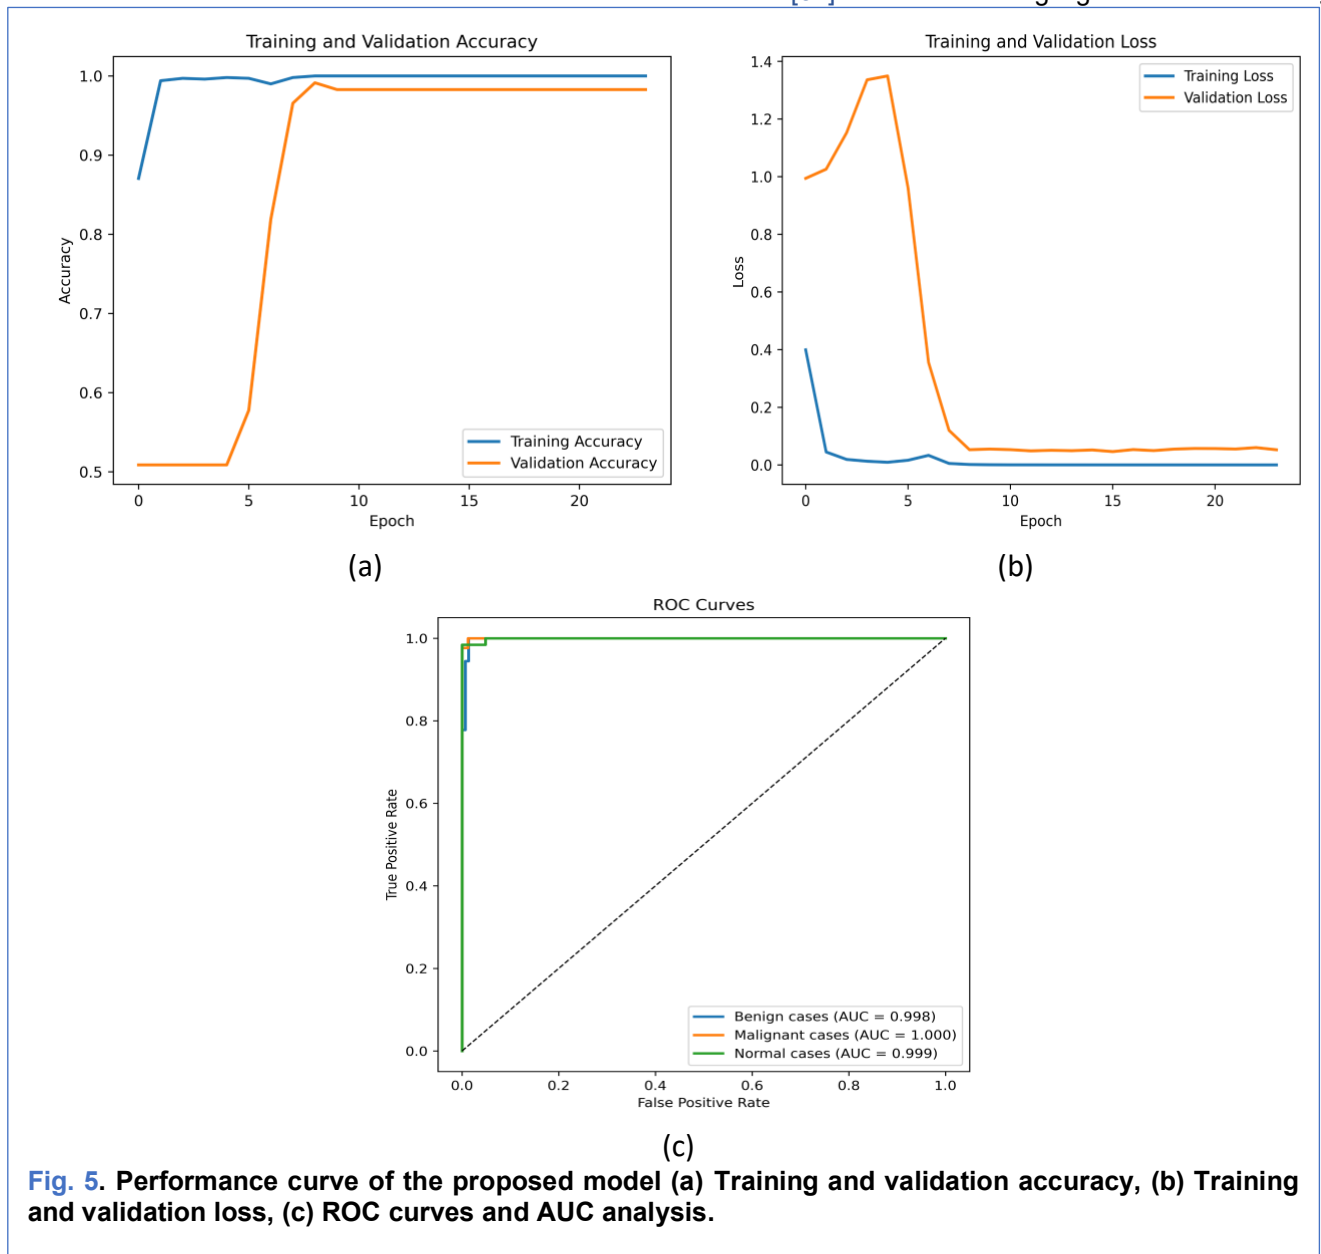 Training and Validation Accuracy
1.0
0.9
0.8
0.7
0.6
0.5
Accuracy
0 5 10 15 20
Epoch
Training Accuracy
Validation Accuracy
(a)
Training and Validation Loss
1.4
1.2
1.0
0.8
0.6
0.4
0.2
0.0
Loss
0 5 10 15 20
Epoch
Training Loss
Validation Loss
(b)
ROC Curves
1.0
0.8
0.6
0.4
0.2
0.0
True Positive Rate
0.0 0.2 0.4 0.6 0.8 1.0
False Positive Rate
Benign cases (AUC = 0.998)
Malignant cases (AUC = 1.000)
Normal cases (AUC = 0.999)
(c)
Fig. 5. Performance curve of the proposed model (a) Training and validation accuracy, (b) Training
and validation loss, (c) ROC curves and AUC analysis.